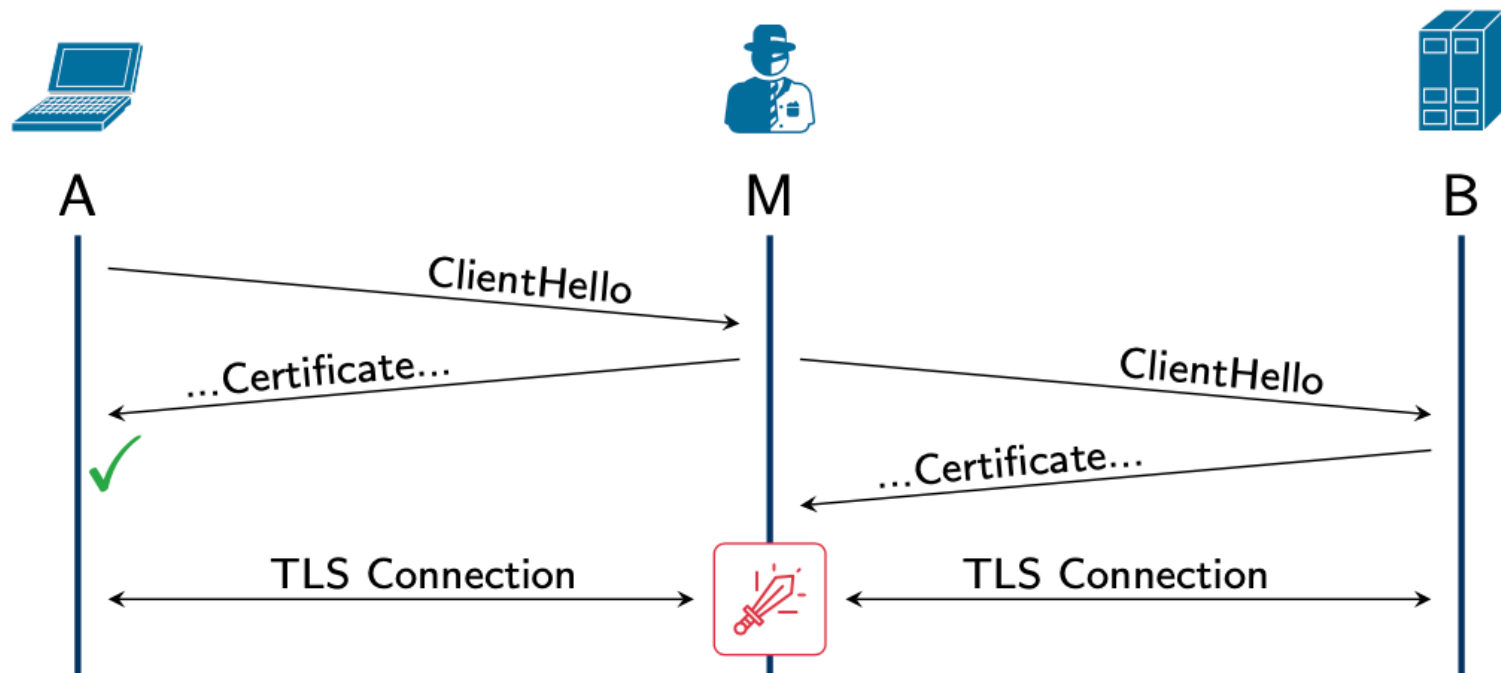 A
M
B
ClientHello
...Certificate...
ClientHello
...Certificate...
TLS Connection
TLS Connection